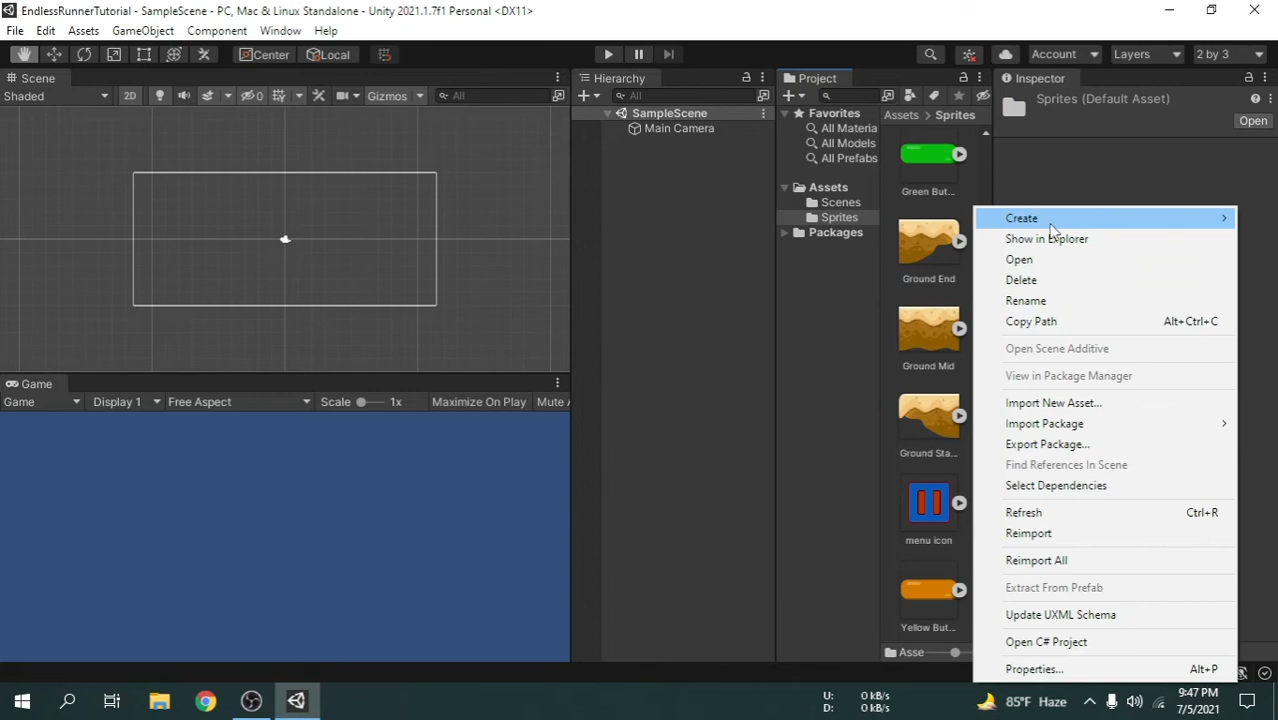 EndlessRunnerTutorial - SampleScene - PC, Mac & Linux Standalone - Unity 2021.1.7f1 Personal <DX11>
File Edit Assets GameObject Component Window Help
Center Local Account Layers 2 by 3
Scene
Shaded 2D 0 Gizmos All
Hierarchy
All
SampleScene
Main Camera
Project
Favorites
All Materia
All Models
All Prefabs
Assets
Scenes
Sprites
Packages
Assets > Sprites
Green But...
Ground End
Ground Mid
Ground Sta...
menu icon
Yellow But...
Asse
Inspector
Sprites (Default Asset)
Open
Create
Show in Explorer
Open
Delete
Rename
Copy Path Alt+Ctrl+C
Open Scene Additive
View in Package Manager
Import New Asset...
Import Package
Export Package...
Find References In Scene
Select Dependencies
Refresh Ctrl+R
Reimport
Reimport All
Extract From Prefab
Update UXML Schema
Open C# Project
Properties... Alt+P
Game
Game Display 1 Free Aspect Scale 1x Maximize On Play Mute A
U: 0 kB/s
D: 0 kB/s
85°F Haze
9:47 PM
7/5/2021